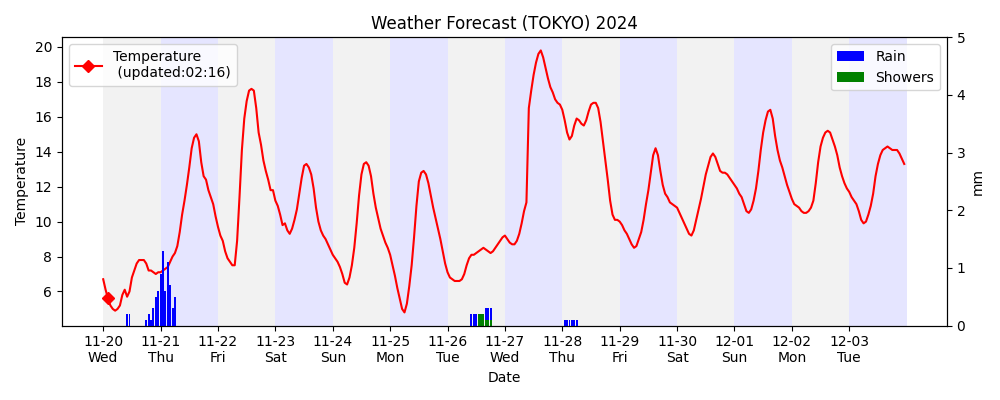 Weather Forecast (TOKYO) 2024
Temperature
(updated:02:16)
Rain
Showers
Temperature
20
18
16
14
12
10
8
6
5
4
3
2
1
0
mm
11-20 11-21 11-22 11-23 11-24 11-25 11-26 11-27 11-28 11-29 11-30 12-01 12-02 12-03
Wed Thu Fri Sat Sun Mon Tue Wed Thu Fri Sat Sun Mon Tue
Date